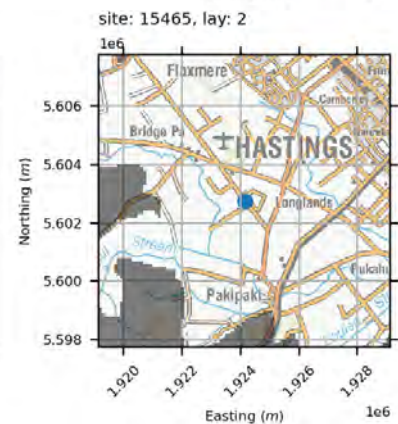 site: 15465, lay: 2
1e6
Flaxmere
5.606
Bridge Pa
HASTINGS
5.604
Longlands
5.602
Stream
5.600
Pukahu
Pakipaki
5.598
1.920
1.922
1.924
1.926
1.928
1e6
Northing (m)
Easting (m)